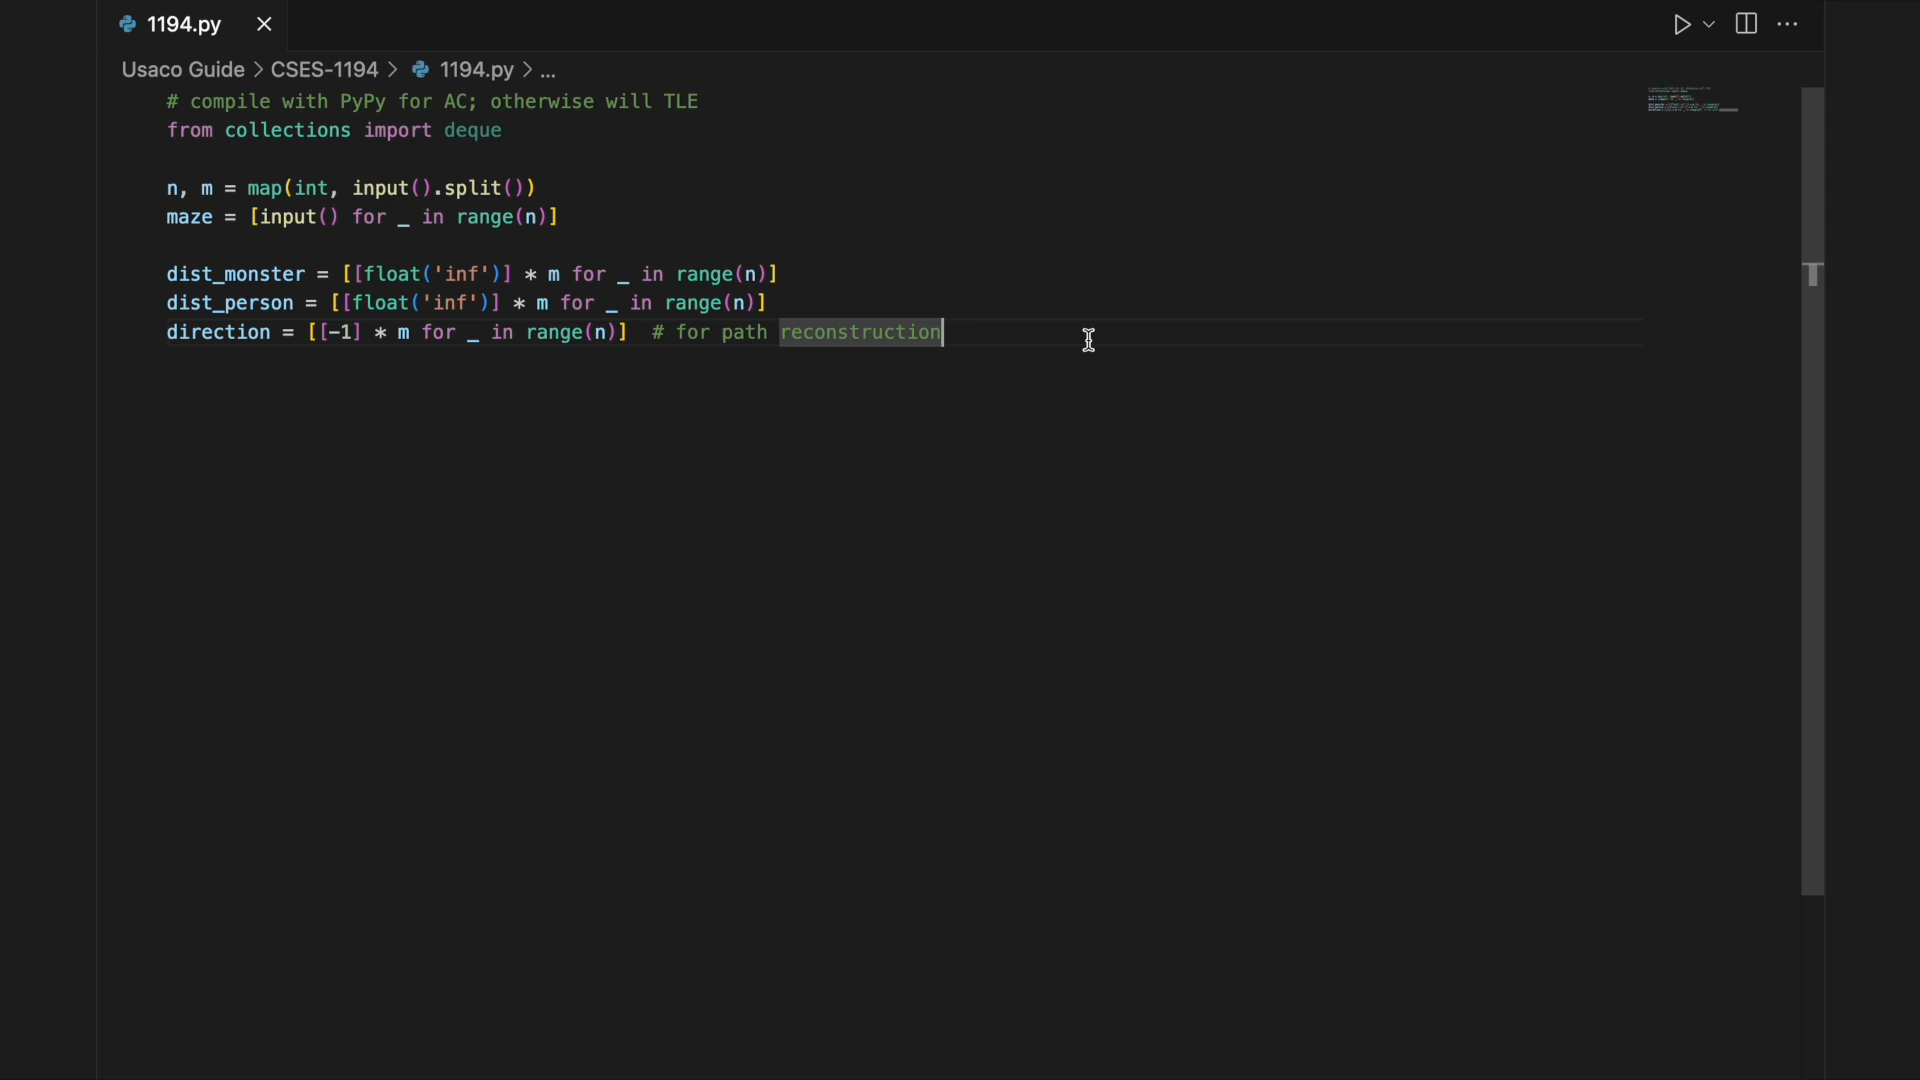 1194.py
Usaco Guide > CSES-1194 > 1194.py > ...
# compile with PyPy for AC; otherwise will TLE
from collections import deque
n, m = map(int, input().split())
maze = [input() for _ in range(n)]
dist_monster = [[float('inf')] * m for _ in range(n)]
dist_person = [[float('inf')] * m for _ in range(n)]
direction = [[-1] * m for _ in range(n)]  # for path reconstruction